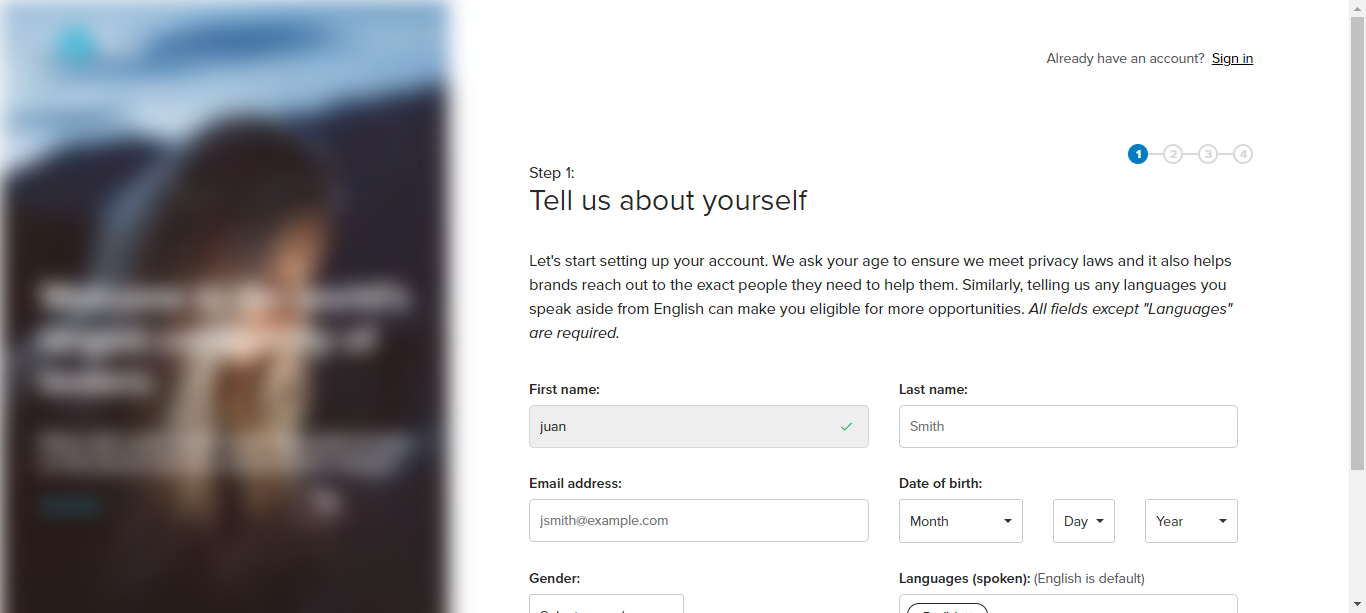 Already have an account? Sign in
1 2 3 4
Step 1:
Tell us about yourself
Let's start setting up your account. We ask your age to ensure we meet privacy laws and it also helps
brands reach out to the exact people they need to help them. Similarly, telling us any languages you
speak aside from English can make you eligible for more opportunities. All fields except "Languages"
are required.
First name: Last name:
juan Smith
Email address: Date of birth:
jsmith@example.com Month Day Year
Gender: Languages (spoken): (English is default)